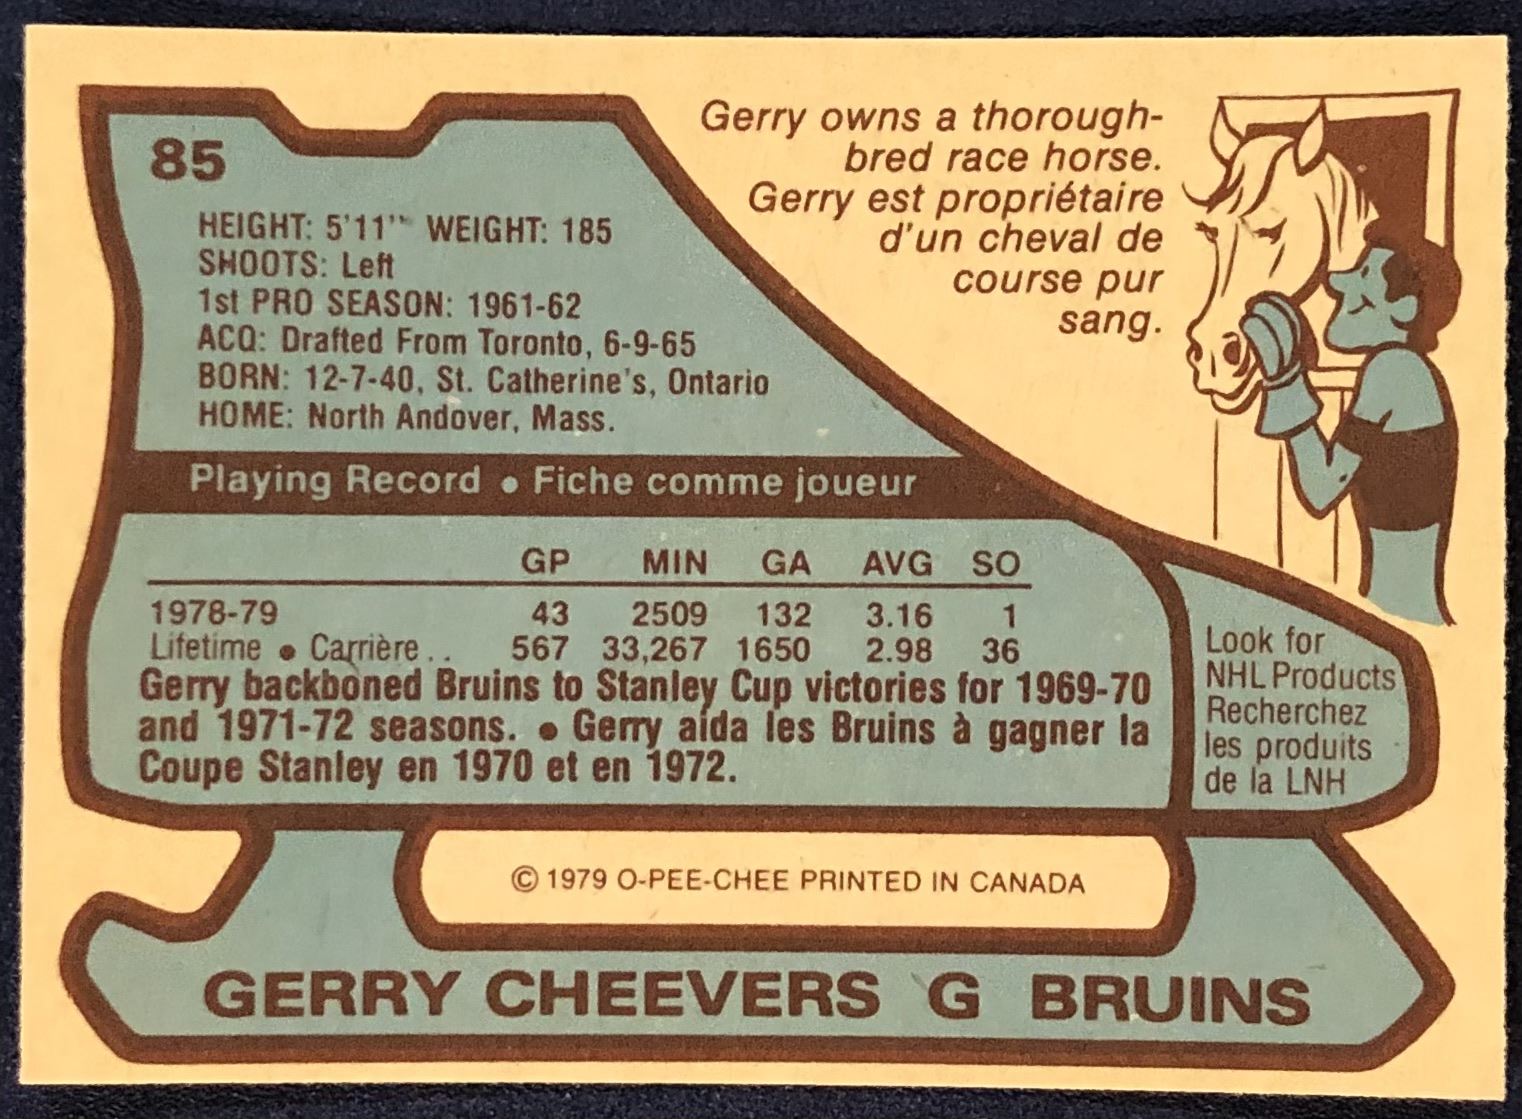 85
Gerry owns a thorough-
bred race horse.
Gerry est propriétaire
d'un cheval de
course pur
sang.
HEIGHT: 5'11" WEIGHT: 185
SHOOTS: Left
1st PRO SEASON: 1961-62
ACQ: Drafted From Toronto, 6-9-65
BORN: 12-7-40, St. Catherine's, Ontario
HOME: North Andover, Mass.
Playing Record • Fiche comme joueur
GP MIN GA AVG SO
1978-79 43 2509 132 3.16 1
Lifetime • Carrière .. 567 33,267 1650 2.98 36
Gerry backboned Bruins to Stanley Cup victories for 1969-70
and 1971-72 seasons. • Gerry aida les Bruins à gagner la
Coupe Stanley en 1970 et en 1972.
Look for
NHL Products
Recherchez
les produits
de la LNH
© 1979 O-PEE-CHEE PRINTED IN CANADA
GERRY CHEEVERS G BRUINS